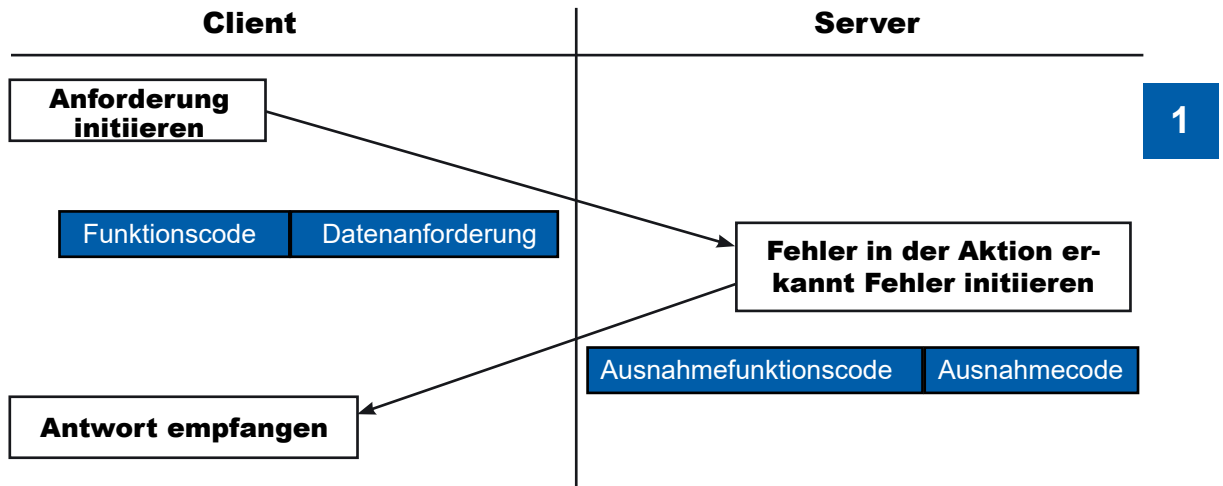 Client
Server
Anforderung
initiieren
1
Funktionscode
Datenanforderung
Fehler in der Aktion er-
kannt Fehler initiieren
Ausnahmefunktionscode
Ausnahmecode
Antwort empfangen